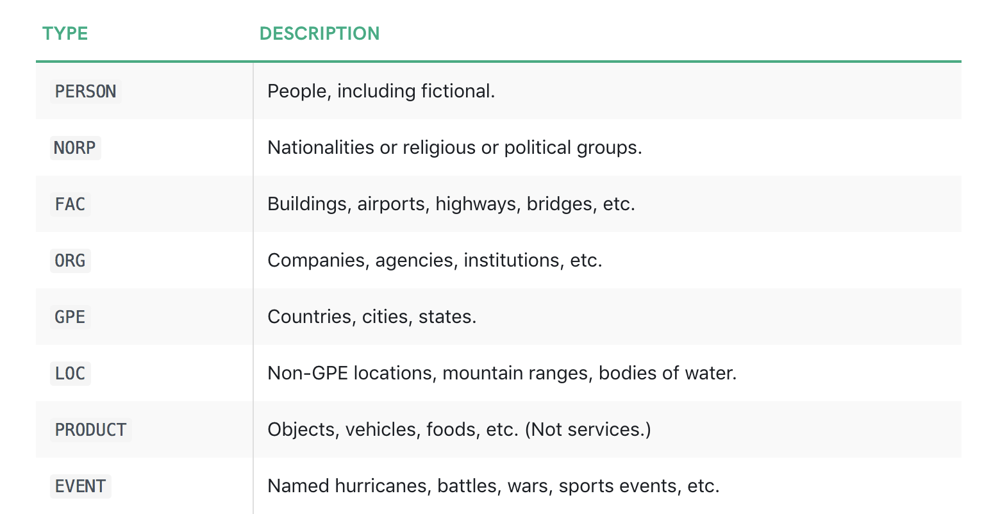 TYPE DESCRIPTION
PERSON People, including fictional.
NORP Nationalities or religious or political groups.
FAC Buildings, airports, highways, bridges, etc.
ORG Companies, agencies, institutions, etc.
GPE Countries, cities, states.
LOC Non-GPE locations, mountain ranges, bodies of water.
PRODUCT Objects, vehicles, foods, etc. (Not services.)
EVENT Named hurricanes, battles, wars, sports events, etc.